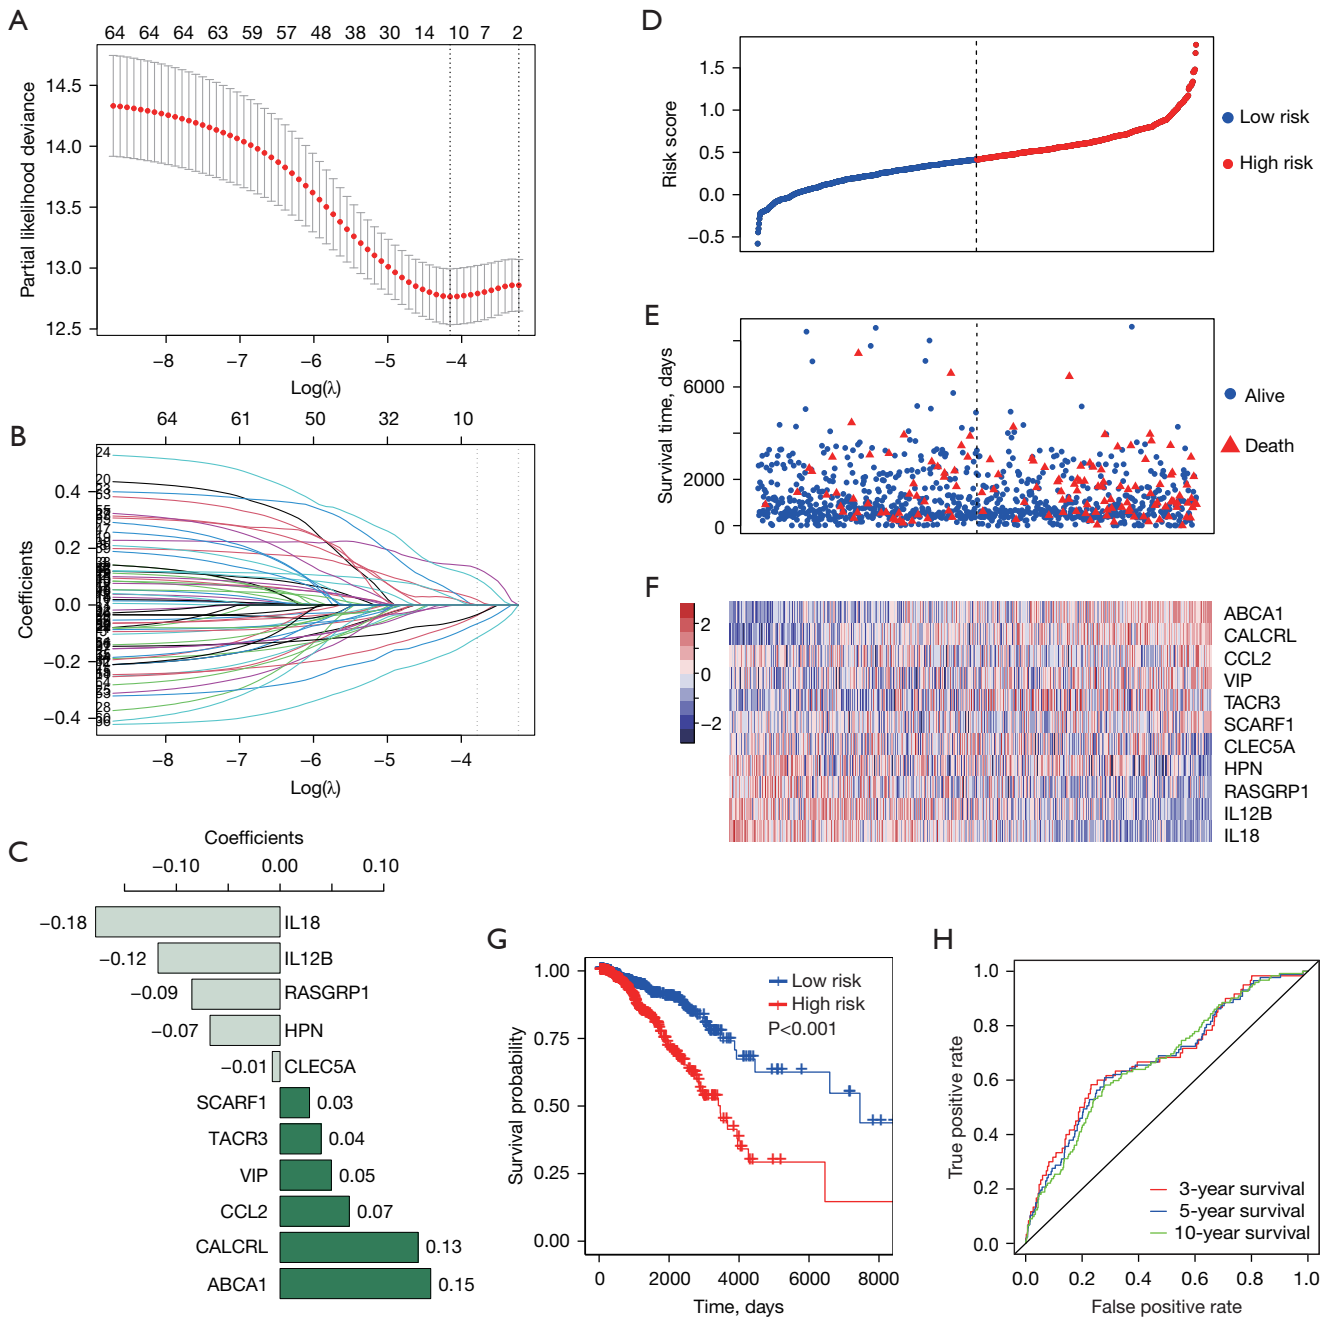 A
64 64 64 63 59 57 48 38 30 14 10 7 2
Partial likelihood deviance
14.5
14.0
13.5
13.0
12.5
−8 −7 −6 −5 −4
Log(λ)
B
64 61 50 32 10
Coefficients
24
20
53
28
0.4
0.2
0.0
−0.2
−0.4
−8 −7 −6 −5 −4
Log(λ)
C
Coefficients
−0.10 0.00 0.10
−0.18 IL18
−0.12 IL12B
−0.09 RASGRP1
−0.07 HPN
−0.01 CLEC5A
SCARF1 0.03
TACR3 0.04
VIP 0.05
CCL2 0.07
CALCRL 0.13
ABCA1 0.15
D
Risk score
1.5
1.0
0.5
0.0
−0.5
Low risk
High risk
E
Survival time, days
6000
2000
0
Alive
Death
F
2
0
−2
ABCA1
CALCRL
CCL2
VIP
TACR3
SCARF1
CLEC5A
HPN
RASGRP1
IL12B
IL18
G
Survival probability
1.00
0.75
0.50
0.25
0.00
Low risk
High risk
P<0.001
0 2000 4000 6000 8000
Time, days
H
True positive rate
1.0
0.8
0.6
0.4
0.2
0.0
3-year survival
5-year survival
10-year survival
0.0 0.2 0.4 0.6 0.8 1.0
False positive rate